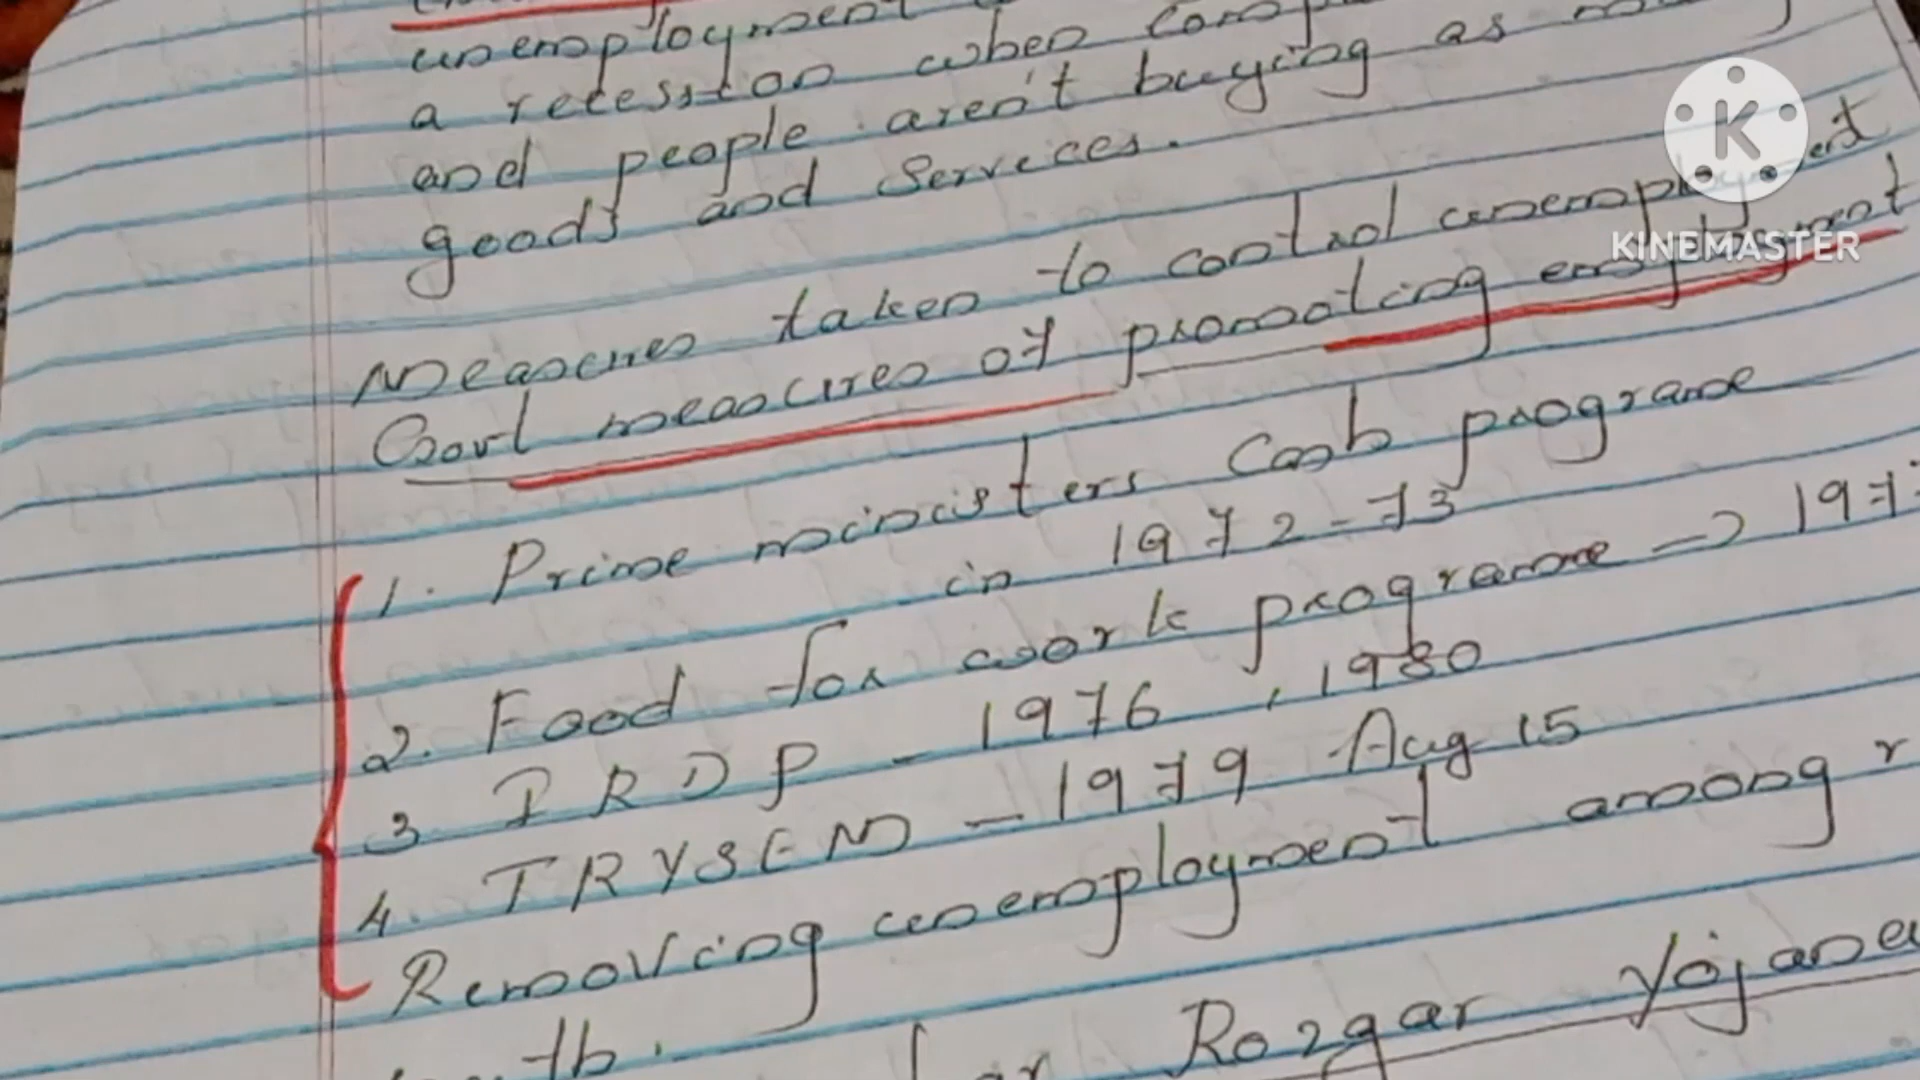 unemployment
a recession when comp
and people aren't buying as
goods and services.
Measures taken to control unemployment
Govt measures of promoting employment
1. Prime ministers Cash programe
in 1972-73
2. Food for work programme → 197
3 IRDP - 1976, 1980
4. TRYSEM - 1979 Aug 15
Removing unemployment among r
th.
Rozgar Yojane
K
KINEMASTER